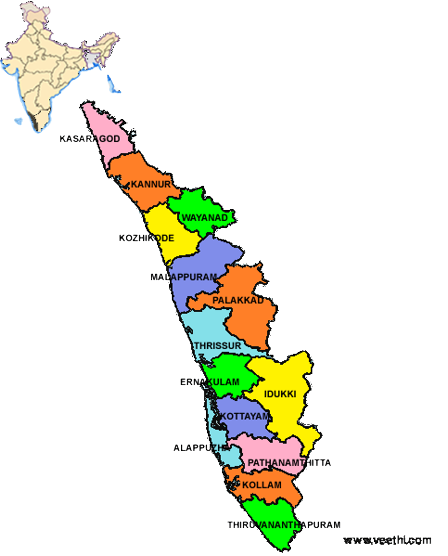 KASARAGOD
KANNUR
WAYANAD
KOZHIKODE
MALAPPURAM
PALAKKAD
THRISSUR
ERNAKULAM
IDUKKI
KOTTAYAM
ALAPPUZHA
PATHANAMTHITTA
KOLLAM
THIRUVANANTHAPURAM
www.veethi.com